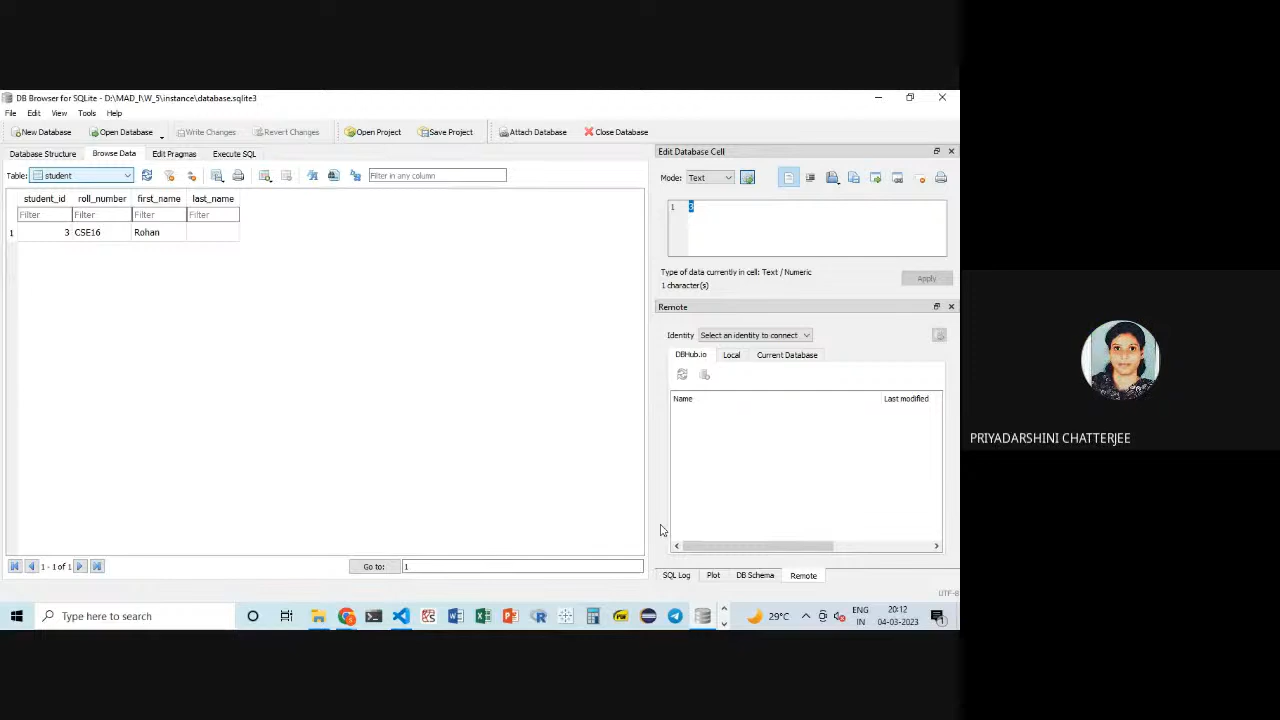 DB Browser for SQLite - D:\MAD_I\W_5\instance\database.sqlite3
File Edit View Tools Help
New Database Open Database Write Changes Revert Changes Open Project Save Project Attach Database Close Database
Database Structure Browse Data Edit Pragmas Execute SQL
Table: student Filter in any column
student_id roll_number first_name last_name
Filter Filter Filter Filter
1 3 CSE16 Rohan
1 - 1 of 1 Go to: 1
Edit Database Cell
Mode: Text
1 3
Type of data currently in cell: Text / Numeric
1 character(s)
Apply
Remote
Identity Select an identity to connect
DBHub.io Local Current Database
Name Last modified
SQL Log Plot DB Schema Remote
UTF-8
Type here to search
29°C
ENG
IN
20:12
04-03-2023
PRIYADARSHINI CHATTERJEE